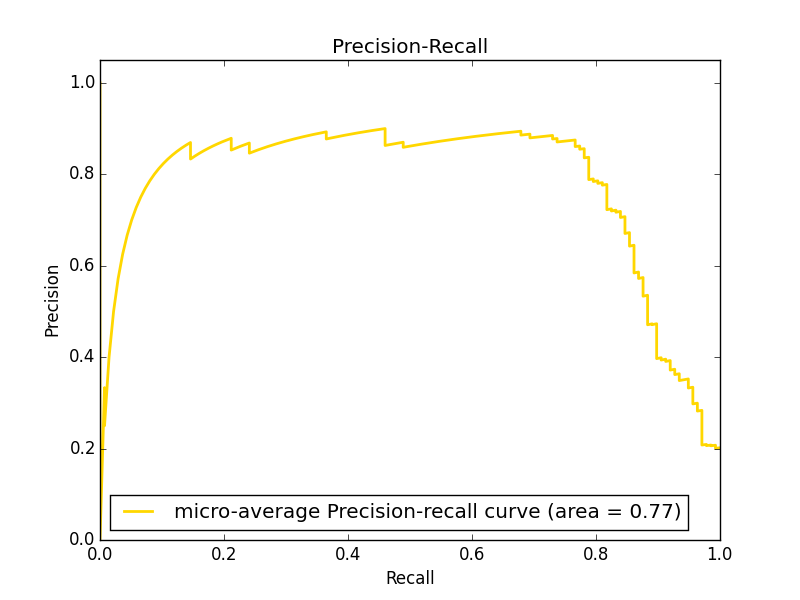 Precision-Recall
1.0
0.8
0.6
0.4
0.2
0.0
Precision
micro-average Precision-recall curve (area = 0.77)
0.0 0.2 0.4 0.6 0.8 1.0
Recall